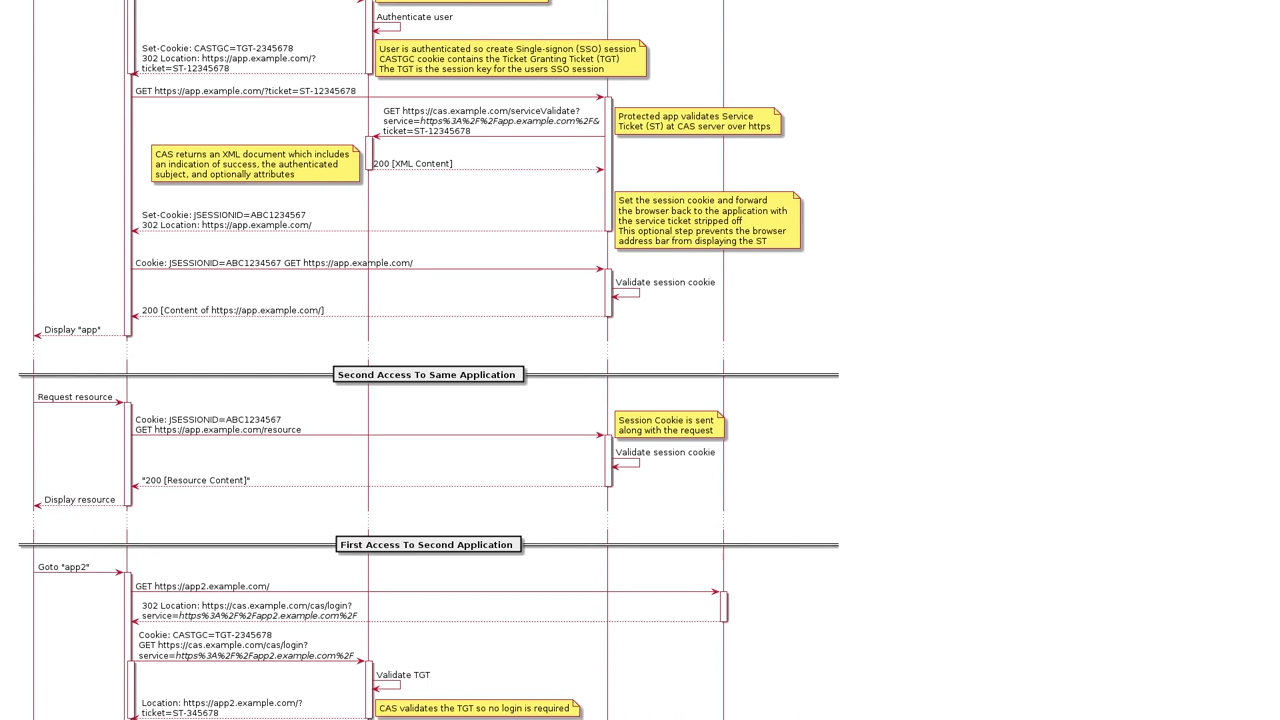 Authenticate user
Set-Cookie: CASTGC=TGT-2345678
302 Location: https://app.example.com/?
ticket=ST-12345678
User is authenticated so create Single-signon (SSO) session
CASTGC cookie contains the Ticket Granting Ticket (TGT)
The TGT is the session key for the users SSO session
GET https://app.example.com/?ticket=ST-12345678
GET https://cas.example.com/serviceValidate?
service=https%3A%2F%2Fapp.example.com%2F&
ticket=ST-12345678
Protected app validates Service
Ticket (ST) at CAS server over https
CAS returns an XML document which includes
an indication of success, the authenticated
subject, and optionally attributes
200 [XML Content]
Set the session cookie and forward
the browser back to the application with
the service ticket stripped off
This optional step prevents the browser
address bar from displaying the ST
Set-Cookie: JSESSIONID=ABC1234567
302 Location: https://app.example.com/
Cookie: JSESSIONID=ABC1234567 GET https://app.example.com/
Validate session cookie
200 [Content of https://app.example.com/]
Display "app"
Second Access To Same Application
Request resource
Cookie: JSESSIONID=ABC1234567
GET https://app.example.com/resource
Session Cookie is sent
along with the request
Validate session cookie
"200 [Resource Content]"
Display resource
First Access To Second Application
Goto "app2"
GET https://app2.example.com/
302 Location: https://cas.example.com/cas/login?
service=https%3A%2F%2Fapp2.example.com%2F
Cookie: CASTGC=TGT-2345678
GET https://cas.example.com/cas/login?
service=https%3A%2F%2Fapp2.example.com%2F
Validate TGT
Location: https://app2.example.com/?
ticket=ST-345678
CAS validates the TGT so no login is required